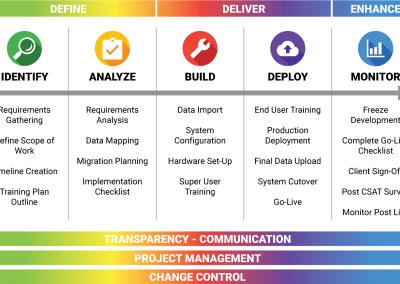 DEFINE
DELIVER
ENHANCE
IDENTIFY
ANALYZE
BUILD
DEPLOY
MONITOR
Requirements
Gathering
efine Scope of
Work
meline Creation
Training Plan
Outline
Requirements
Analysis
Data Mapping
Migration Planning
Implementation
Checklist
Data Import
System
Configuration
Hardware Set-Up
Super User
Training
End User Training
Production
Deployment
Final Data Upload
System Cutover
Go-Live
Freeze
Development
Complete Go-Li
Checklist
Client Sign-Of
Post CSAT Surv
Monitor Post Li
TRANSPARENCY - COMMUNICATION
PROJECT MANAGEMENT
CHANGE CONTROL